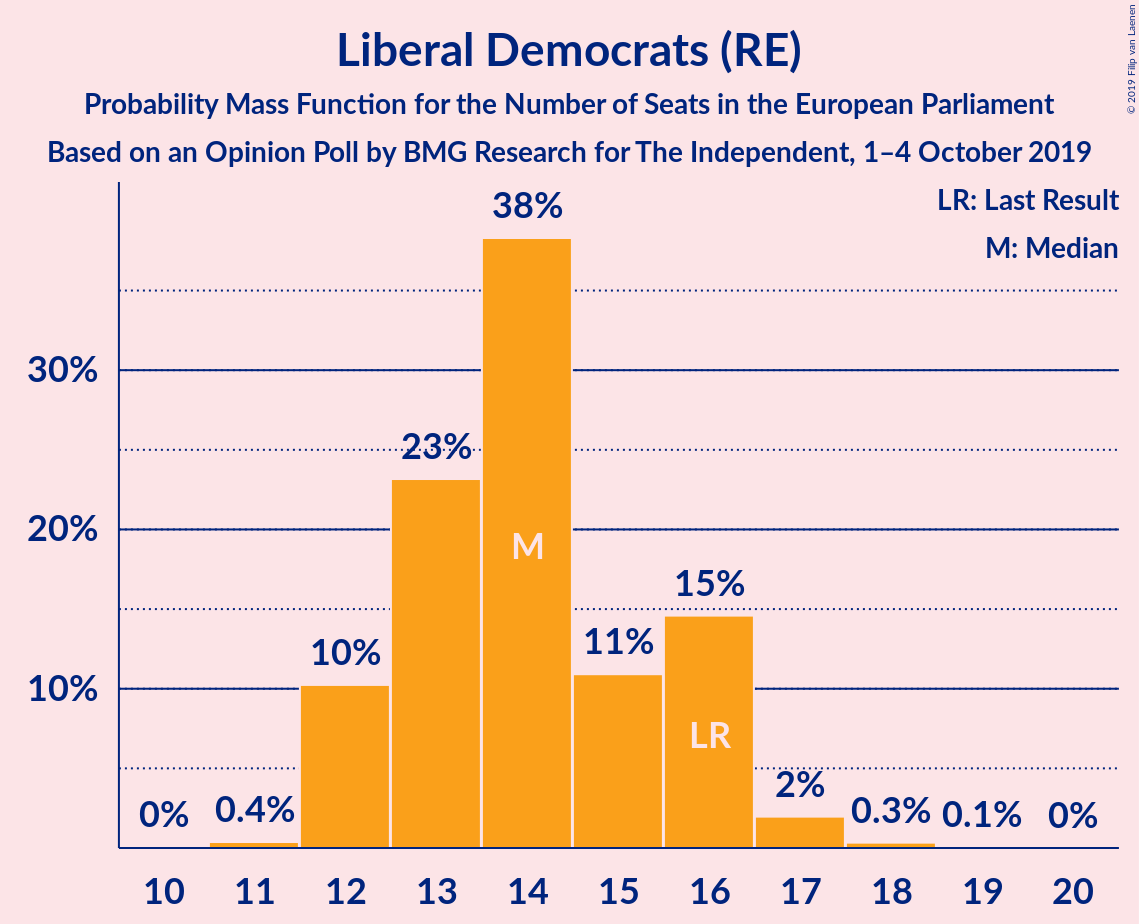 © 2019 Filip van Laenen
Liberal Democrats (RE)
Probability Mass Function for the Number of Seats in the European Parliament
Based on an Opinion Poll by BMG Research for The Independent, 1–4 October 2019
LR: Last Result
M: Median
38%
30%
23%
20%
M
15%
11%
10%
10%
LR
2%
0% 0.4% 0.3% 0.1% 0%
10 11 12 13 14 15 16 17 18 19 20